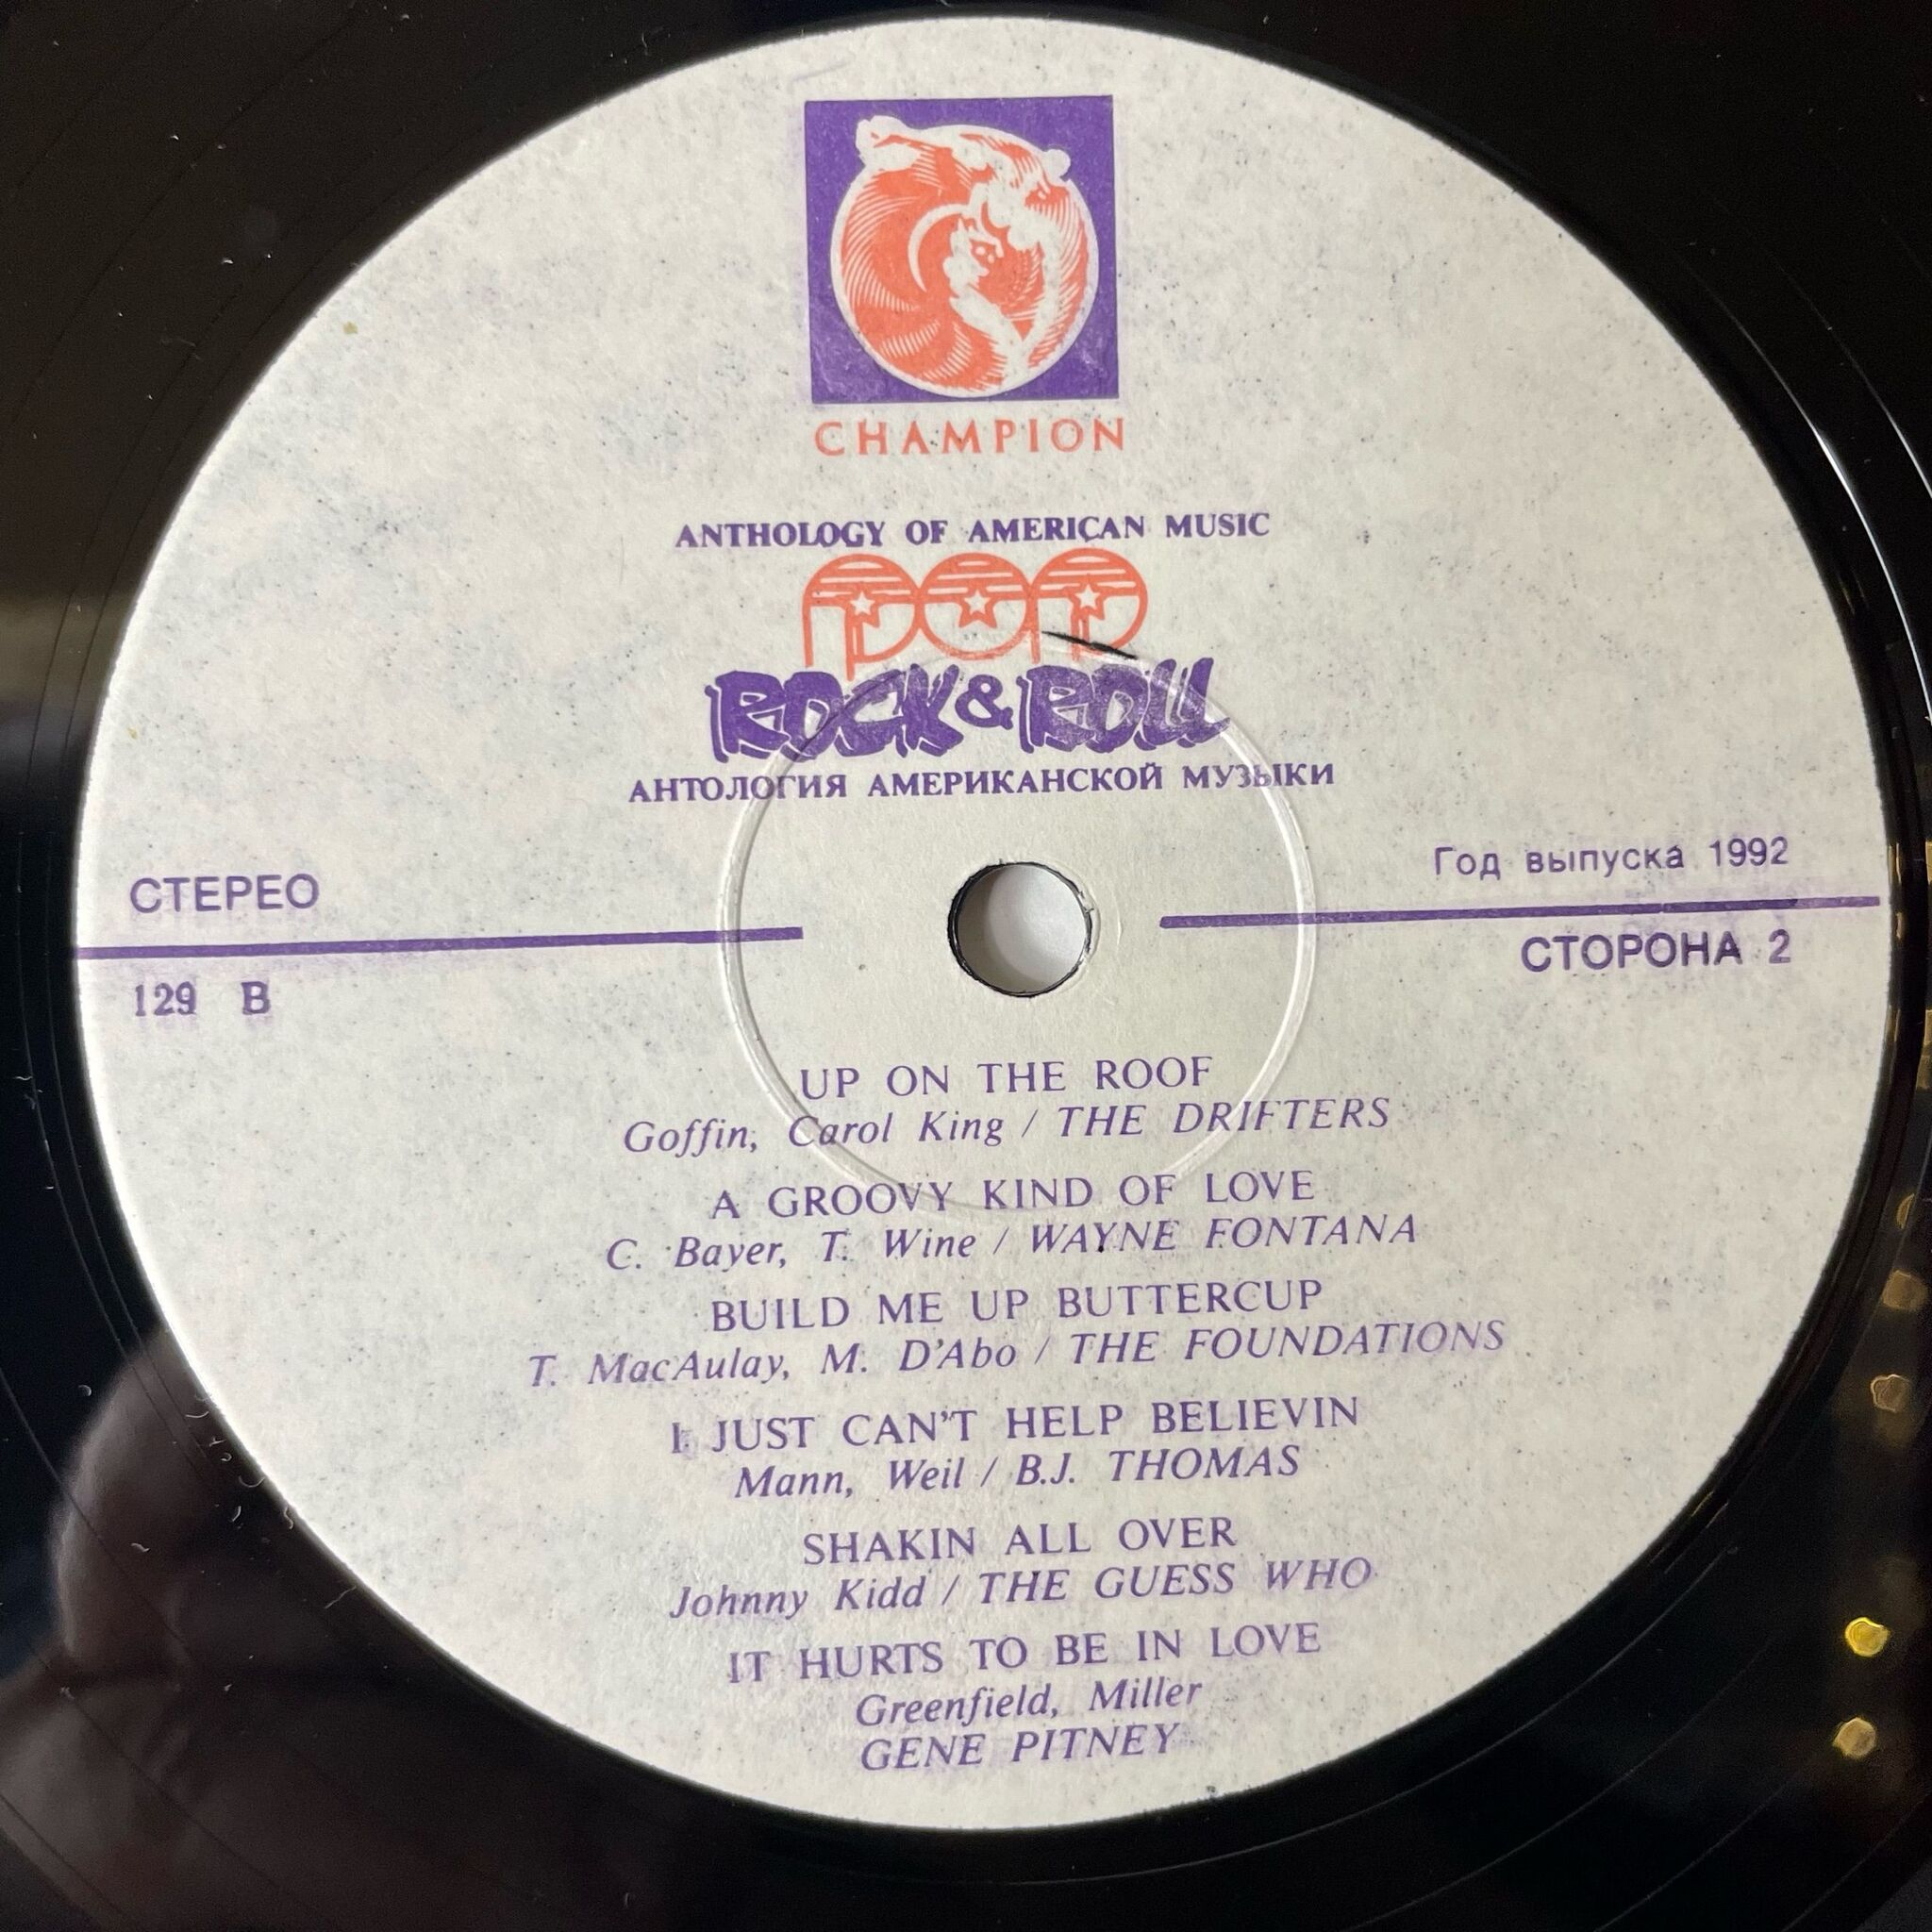 CHAMPION
ANTHOLOGY OF AMERICAN MUSIC
POP
ROCK & ROLL
АНТОЛОГИЯ АМЕРИКАНСКОЙ МУЗЫКИ
СТЕРЕО
Год выпуска 1992
129 B
СТОРОНА 2
UP ON THE ROOF
Goffin, Carol King / THE DRIFTERS
A GROOVY KIND OF LOVE
C. Bayer, T. Wine / WAYNE FONTANA
BUILD ME UP BUTTERCUP
T. MacAulay, M. D'Abo / THE FOUNDATIONS
I JUST CAN'T HELP BELIEVIN
Mann, Weil / B.J. THOMAS
SHAKIN ALL OVER
Johnny Kidd / THE GUESS WHO
IT HURTS TO BE IN LOVE
Greenfield, Miller
GENE PITNEY